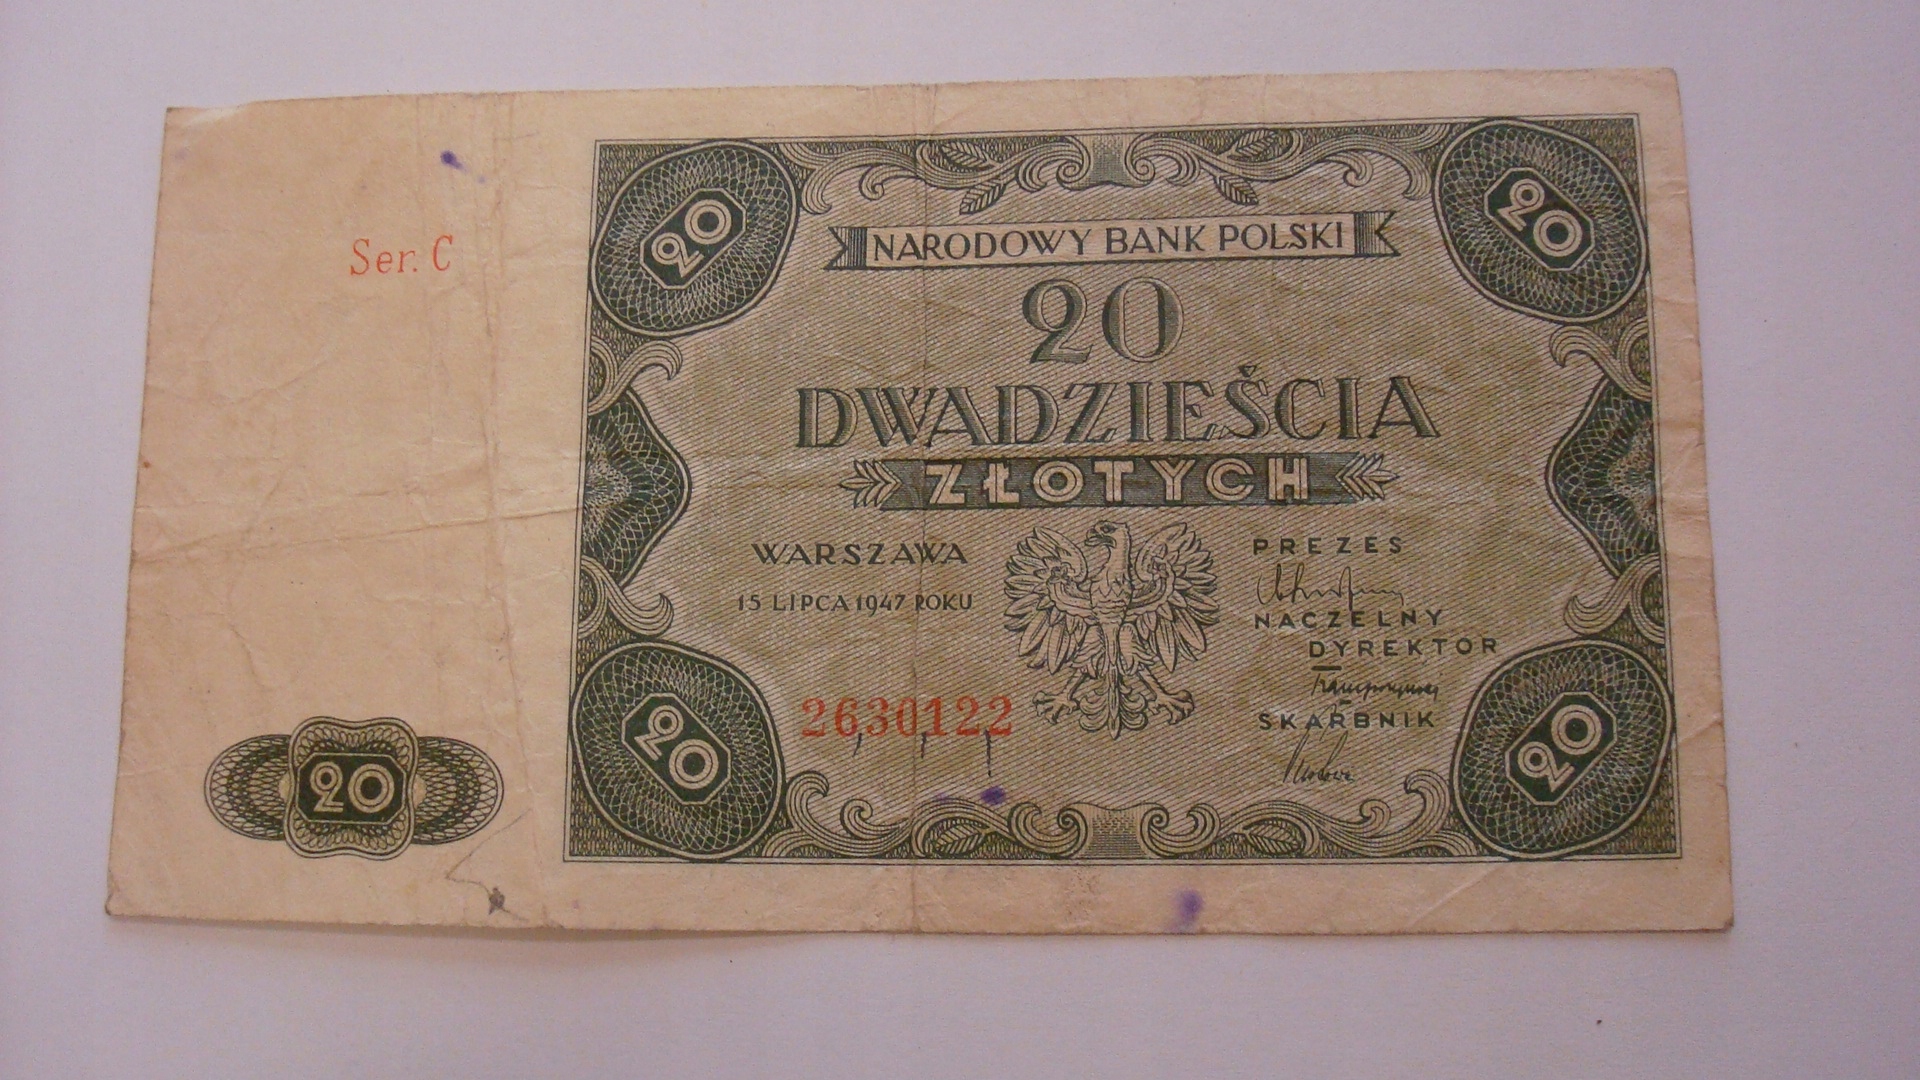 Ser. C
20
20
NARODOWY BANK POLSKI
20
DWADZIEŚCIA
ZŁOTYCH
WARSZAWA
15 LIPCA 1947 ROKU
PREZES
NACZELNY
DYREKTOR
SKARBNIK
2630122
20
20
20